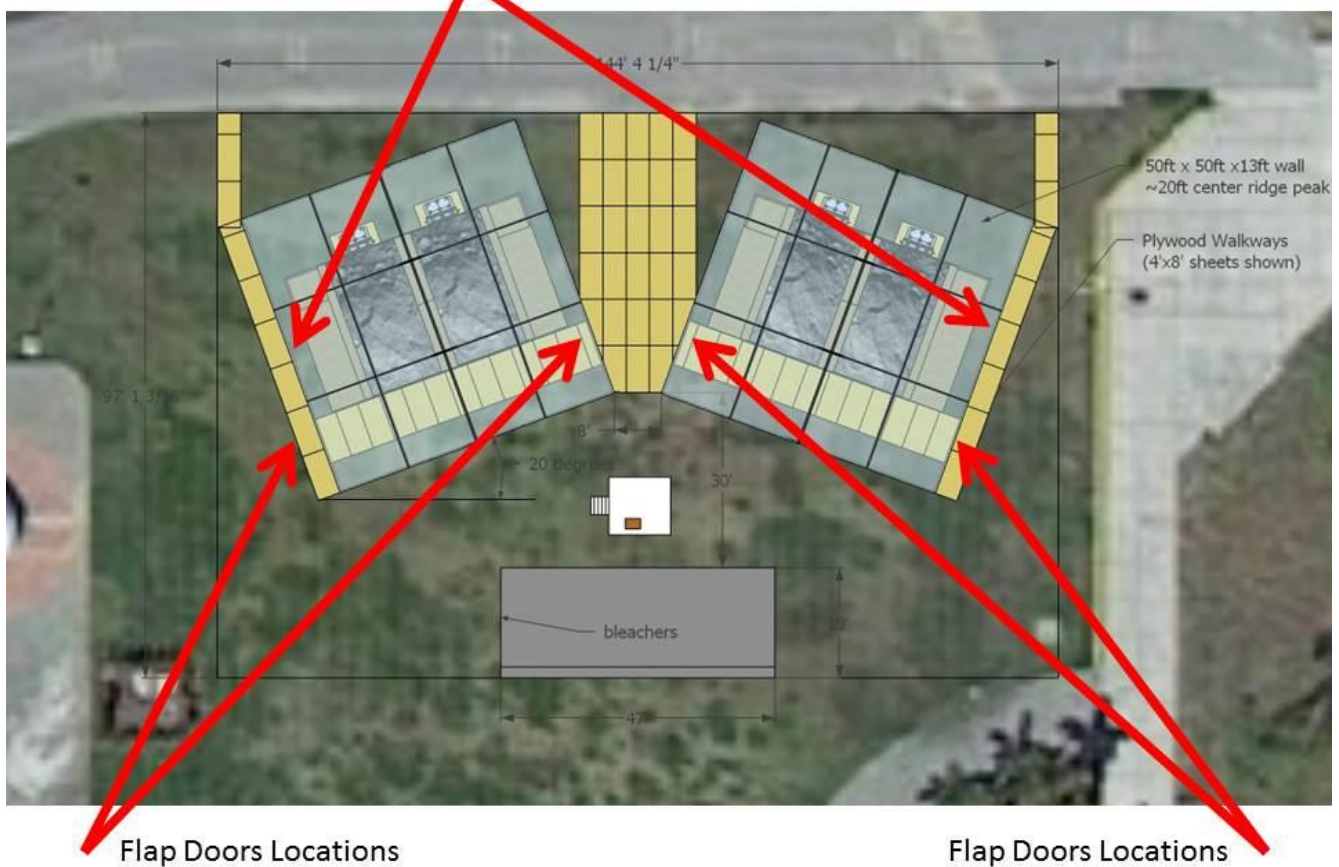 144' 4 1/4"
50ft x 50ft x13ft wall
~20ft center ridge peak
Plywood Walkways
(4'x8' sheets shown)
8'
20 degrees
30'
bleachers
47'
Flap Doors Locations
Flap Doors Locations